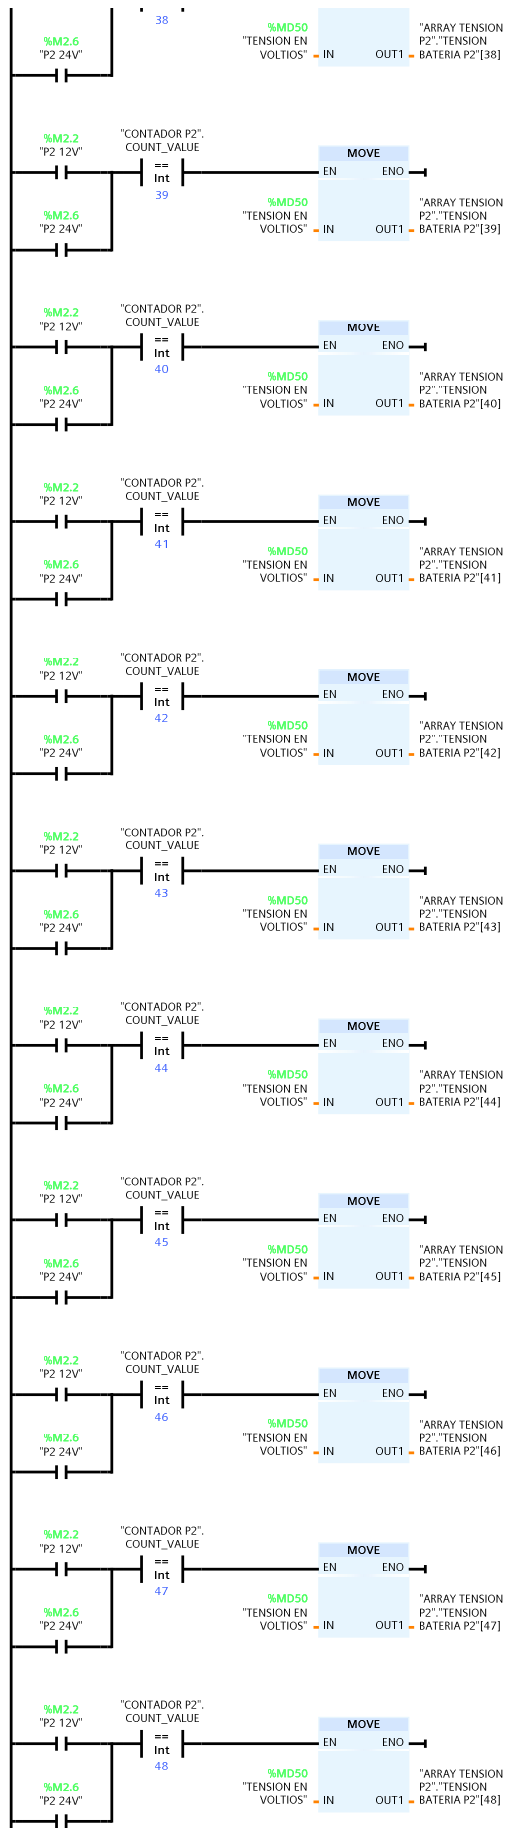 38
%MD50
"TENSION EN
VOLTIOS"
IN
OUT1
"ARRAY TENSION
P2"."TENSION
BATERIA P2"[38]
%M2.6
"P2 24V"
%M2.2
"P2 12V"
"CONTADOR P2".
COUNT_VALUE
==
Int
39
MOVE
EN
ENO
%MD50
"TENSION EN
VOLTIOS"
IN
OUT1
"ARRAY TENSION
P2"."TENSION
BATERIA P2"[39]
%M2.6
"P2 24V"
%M2.2
"P2 12V"
"CONTADOR P2".
COUNT_VALUE
==
Int
40
MOVE
EN
ENO
%MD50
"TENSION EN
VOLTIOS"
IN
OUT1
"ARRAY TENSION
P2"."TENSION
BATERIA P2"[40]
%M2.6
"P2 24V"
%M2.2
"P2 12V"
"CONTADOR P2".
COUNT_VALUE
==
Int
41
MOVE
EN
ENO
%MD50
"TENSION EN
VOLTIOS"
IN
OUT1
"ARRAY TENSION
P2"."TENSION
BATERIA P2"[41]
%M2.6
"P2 24V"
%M2.2
"P2 12V"
"CONTADOR P2".
COUNT_VALUE
==
Int
42
MOVE
EN
ENO
%MD50
"TENSION EN
VOLTIOS"
IN
OUT1
"ARRAY TENSION
P2"."TENSION
BATERIA P2"[42]
%M2.6
"P2 24V"
%M2.2
"P2 12V"
"CONTADOR P2".
COUNT_VALUE
==
Int
43
MOVE
EN
ENO
%MD50
"TENSION EN
VOLTIOS"
IN
OUT1
"ARRAY TENSION
P2"."TENSION
BATERIA P2"[43]
%M2.6
"P2 24V"
%M2.2
"P2 12V"
"CONTADOR P2".
COUNT_VALUE
==
Int
44
MOVE
EN
ENO
%MD50
"TENSION EN
VOLTIOS"
IN
OUT1
"ARRAY TENSION
P2"."TENSION
BATERIA P2"[44]
%M2.6
"P2 24V"
%M2.2
"P2 12V"
"CONTADOR P2".
COUNT_VALUE
==
Int
45
MOVE
EN
ENO
%MD50
"TENSION EN
VOLTIOS"
IN
OUT1
"ARRAY TENSION
P2"."TENSION
BATERIA P2"[45]
%M2.6
"P2 24V"
%M2.2
"P2 12V"
"CONTADOR P2".
COUNT_VALUE
==
Int
46
MOVE
EN
ENO
%MD50
"TENSION EN
VOLTIOS"
IN
OUT1
"ARRAY TENSION
P2"."TENSION
BATERIA P2"[46]
%M2.6
"P2 24V"
%M2.2
"P2 12V"
"CONTADOR P2".
COUNT_VALUE
==
Int
47
MOVE
EN
ENO
%MD50
"TENSION EN
VOLTIOS"
IN
OUT1
"ARRAY TENSION
P2"."TENSION
BATERIA P2"[47]
%M2.6
"P2 24V"
%M2.2
"P2 12V"
"CONTADOR P2".
COUNT_VALUE
==
Int
48
MOVE
EN
ENO
%MD50
"TENSION EN
VOLTIOS"
IN
OUT1
"ARRAY TENSION
P2"."TENSION
BATERIA P2"[48]
%M2.6
"P2 24V"